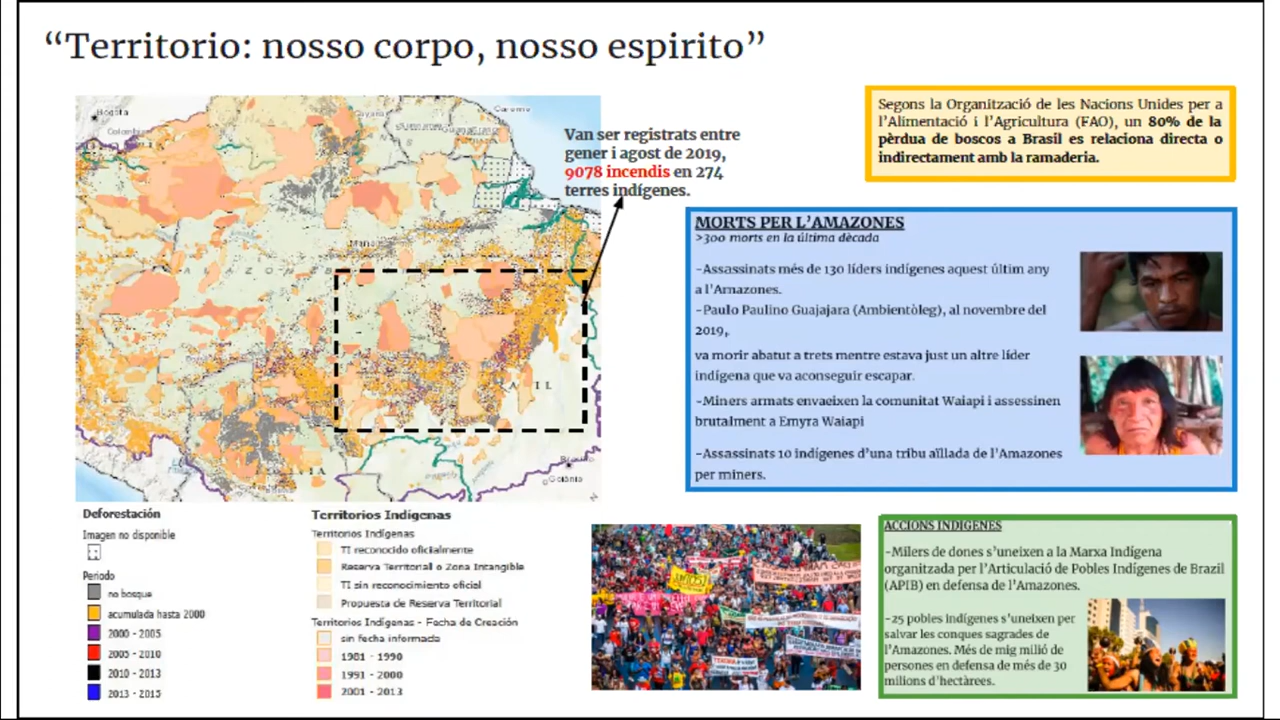 “Territorio: nosso corpo, nosso espirito”
Bogota
Colombia
Cayenne
Van ser registrats entre
gener i agost de 2019,
9078 incendis en 274
terres indígenes.
Segons la Organització de les Nacions Unides per a
l'Alimentació i l'Agricultura (FAO), un 80% de la
pèrdua de boscos a Brasil es relaciona directa o
indirectament amb la ramaderia.
MORTS PER L'AMAZONES
>300 morts en la última dècada
-Assassinats més de 130 líders indígenes aquest últim any
a l'Amazones.
-Paulo Paulino Guajajara (Ambientòleg), al novembre del
2019,
va morir abatut a trets mentre estava just un altre líder
indígena que va aconseguir escapar.
-Miners armats envaeixen la comunitat Waiapi i assessinen
brutalment a Emyra Waiapi
-Assassinats 10 indígenes d'una tribu aïllada de l'Amazones
per miners.
A I L
Goiânia
Deforestación
Imagen no disponible
Periodo
no bosque
acumulada hasta 2000
2000 - 2005
2005 - 2010
2010 - 2013
2013 - 2015
Territorios Indígenas
Territorios Indígenas
TI reconocido oficialmente
Reserva Territorial o Zona Intangible
TI sin reconocimiento oficial
Propuesta de Reserva Territorial
Territorios Indígenas - Fecha de Creación
sin fecha informada
1981 - 1990
1991 - 2000
2001 - 2013
ACCIONS INDIGENES
-Milers de dones s'uneixen a la Marxa Indígena
organitzada per l'Articulació de Pobles Indígenes de Brazil
(APIB) en defensa de l'Amazones.
-25 pobles indígenes s'uneixen per
salvar les conques sagrades de
l'Amazones. Més de mig milió de
persones en defensa de més de 30
milions d'hectàrees.